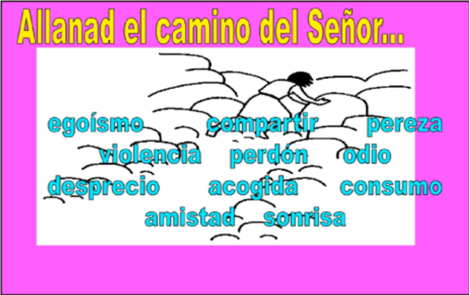 Allanad el camino del Señor...
egoísmo compartir pereza
violencia perdón odio
desprecio acogida consumo
amistad sonrisa